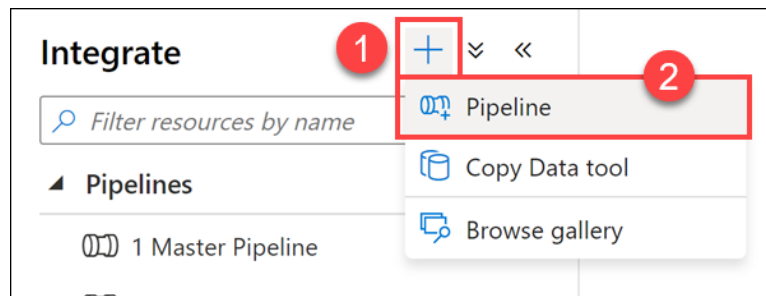 Integrate
1
2
Pipeline
Filter resources by name
Copy Data tool
Pipelines
Browse gallery
1 Master Pipeline